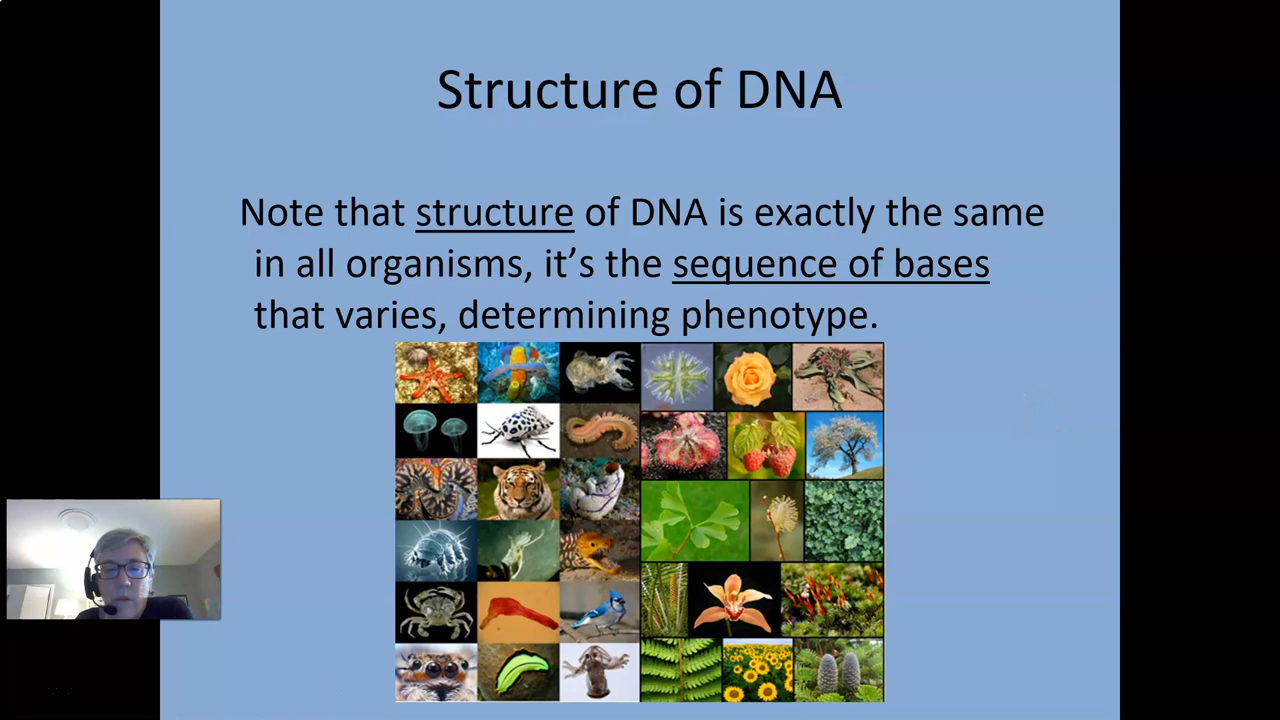 Structure of DNA
Note that structure of DNA is exactly the same
in all organisms, it’s the sequence of bases
that varies, determining phenotype.